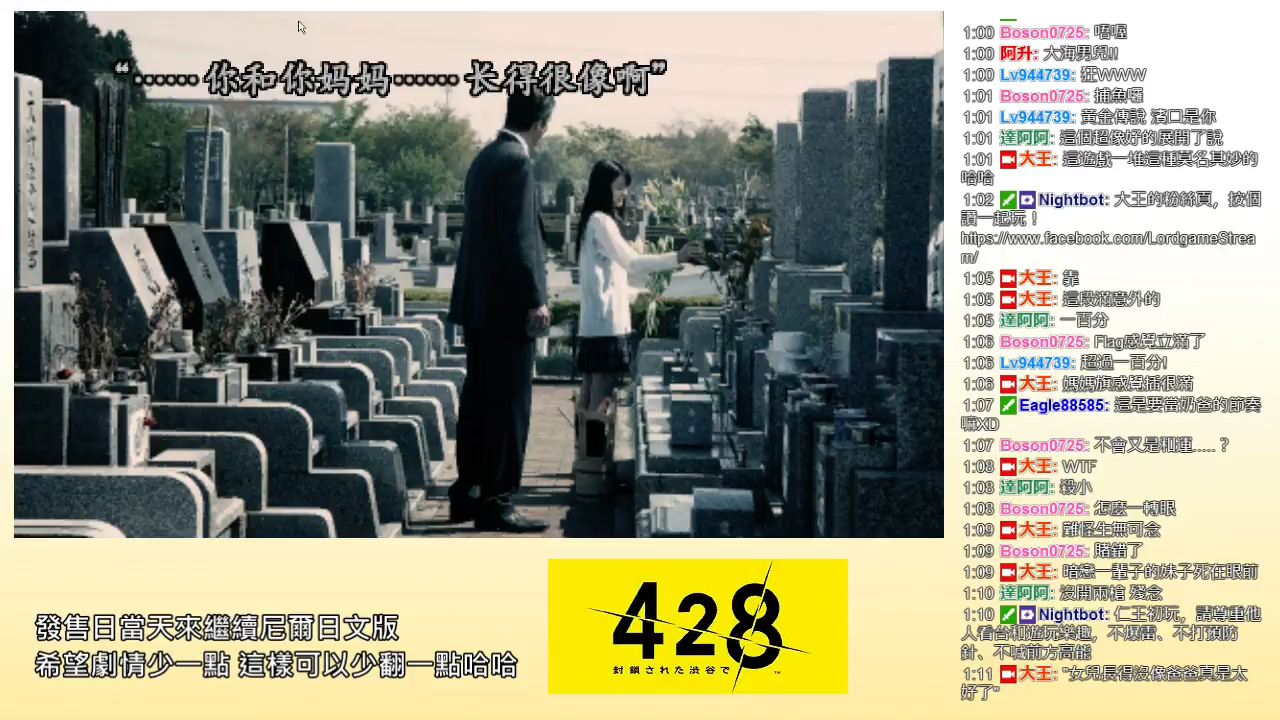 “……你和你妈妈……长得很像啊”
發售日當天來繼續尼爾日文版
希望劇情少一點 這樣可以少翻一點哈哈
428
封鎖された渋谷で
™
1:00 Boson0725: 唔喔
1:00 阿升: 大海男兒!!
1:00 Lv944739: 狂WWW
1:01 Boson0725: 捕魚囉
1:01 Lv944739: 黃金傳說 濱口是你
1:01 達阿阿: 這個超像好的展開了說
1:01 大王: 這遊戲一堆這種莫名其妙的
哈哈
1:02 Nightbot: 大王的粉絲頁，按個
讚一起玩！
https://www.facebook.com/LordgameStrea
m/
1:05 大王: 靠
1:05 大王: 這段滿意外的
1:05 達阿阿: 一百分
1:06 Boson0725: Flag感覺立滿了
1:06 Lv944739: 超過一百分!
1:06 大王: 媽媽旗感覺插很滿
1:07 Eagle88585: 這是要當奶爸的節奏
嘛XD
1:07 Boson0725: 不會又是和運.....？
1:08 大王: WTF
1:08 達阿阿: 殺小
1:08 Boson0725: 怎麼一轉眼
1:09 大王: 難怪生無可念
1:09 Boson0725: 賭錯了
1:09 大王: 暗戀一輩子的妹子死在眼前
1:10 達阿阿: 沒開兩槍 殘念
1:10 Nightbot: 仁王初玩，請尊重他
人看台和遊玩樂趣，不爆雷、不打預防
針、不喊前方高能
1:11 大王: "女兒長得沒像爸爸真是太
好了"